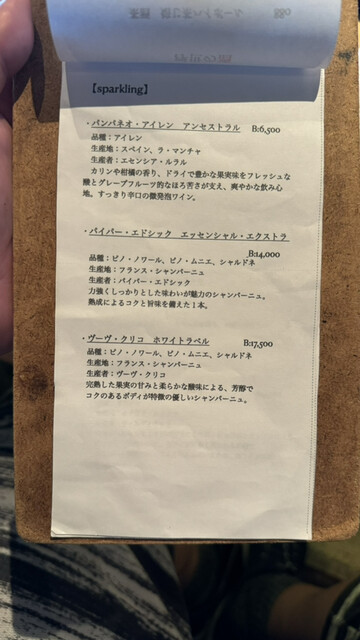 【sparkling】
・パンパネオ・アイレン アンセストラル B:6,500
品種：アイレン
生産地：スペイン、ラ・マンチャ
生産者：エセンシア・ルラル
カリンや柑橘の香り、ドライで豊かな果実味をフレッシュな
酸とグレープフルーツ的なほろ苦さが支え、爽やかな飲み心
地。すっきり辛口の微発泡ワイン。
・パイパー・エドシック エッセンシャル・エクストラ
B:14,000
品種：ピノ・ノワール、ピノ・ムニエ、シャルドネ
生産地：フランス・シャンパーニュ
生産者：パイパー・エドシック
力強くしっかりとした味わいが魅力のシャンパーニュ。
熟成によるコクと旨味を備えた１本。
・ヴーヴ・クリコ ホワイトラベル B:17,500
品種：ピノ・ノワール、ピノ・ムニエ、シャルドネ
生産地：フランス・シャンパーニュ
生産者：ヴーヴ・クリコ
完熟した果実の甘みと柔らかな酸味による、芳醇で
コクのあるボディが特徴の優しいシャンパーニュ。